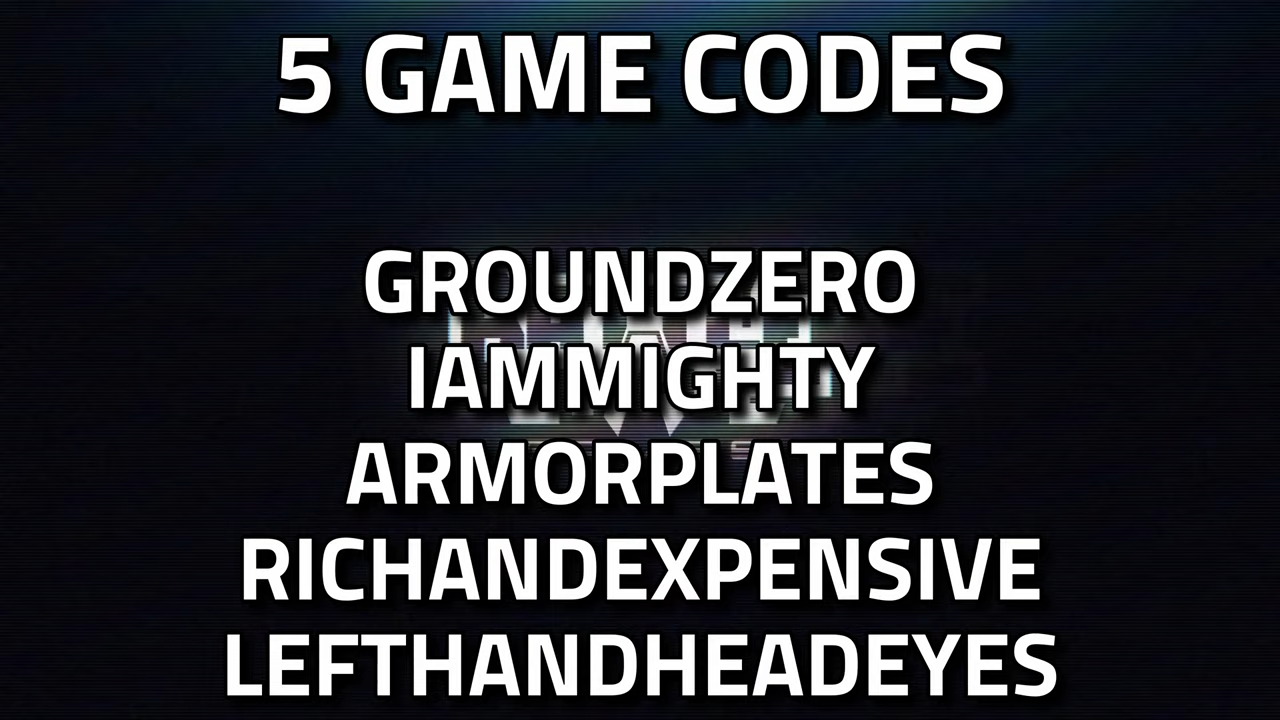 5 GAME CODES
GROUNDZERO
IAMMIGHTY
ARMORPLATES
RICHANDEXPENSIVE
LEFTHANDHEADEYES